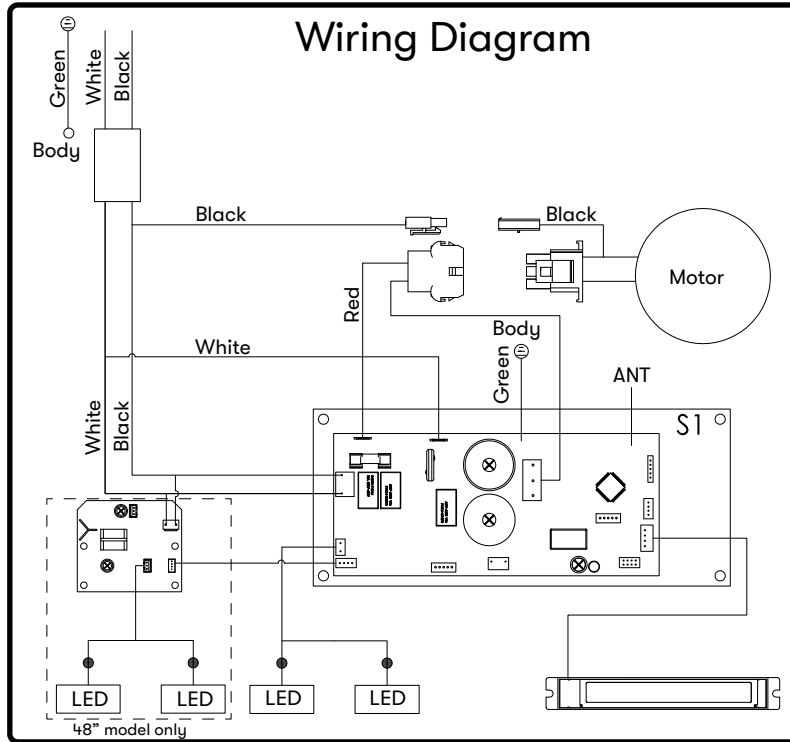 Wiring Diagram
Green
White
Black
Body
Black
Black
Motor
Red
White
Body
Green
ANT
S1
White
Black
LED
LED
LED
LED
48” model only